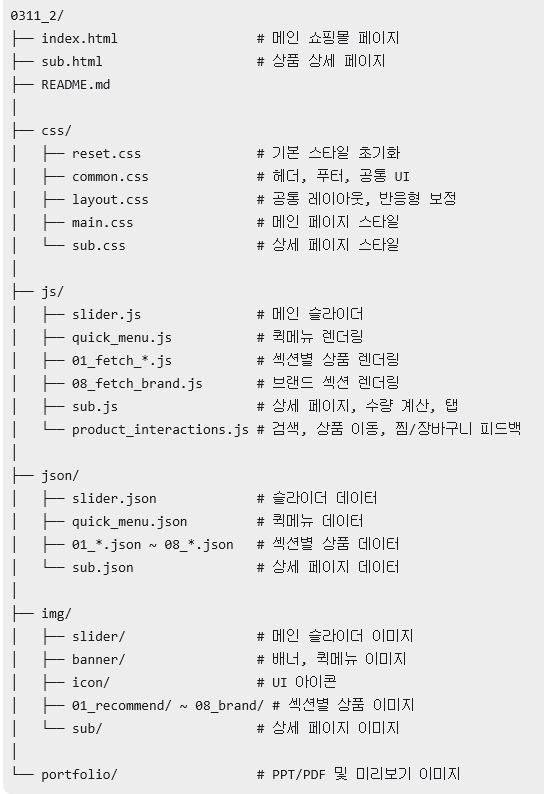 0311_2/
├── index.html                  # 메인 쇼핑몰 페이지
├── sub.html                    # 상품 상세 페이지
├── README.md
│
├── css/
│   ├── reset.css               # 기본 스타일 초기화
│   ├── common.css              # 헤더, 푸터, 공통 UI
│   ├── layout.css              # 공통 레이아웃, 반응형 보정
│   ├── main.css                # 메인 페이지 스타일
│   └── sub.css                 # 상세 페이지 스타일
│
├── js/
│   ├── slider.js               # 메인 슬라이더
│   ├── quick_menu.js           # 퀵메뉴 렌더링
│   ├── 01_fetch_*.js           # 섹션별 상품 렌더링
│   ├── 08_fetch_brand.js       # 브랜드 섹션 렌더링
│   ├── sub.js                  # 상세 페이지, 수량 계산, 탭
│   └── product_interactions.js # 검색, 상품 이동, 찜/장바구니 피드백
│
├── json/
│   ├── slider.json             # 슬라이더 데이터
│   ├── quick_menu.json         # 퀵메뉴 데이터
│   ├── 01_*.json ~ 08_*.json   # 섹션별 상품 데이터
│   └── sub.json                # 상세 페이지 데이터
│
├── img/
│   ├── slider/                 # 메인 슬라이더 이미지
│   ├── banner/                 # 배너, 퀵메뉴 이미지
│   ├── icon/                   # UI 아이콘
│   ├── 01_recommend/ ~ 08_brand/ # 섹션별 상품 이미지
│   └── sub/                    # 상세 페이지 이미지
│
└── portfolio/                  # PPT/PDF 및 미리보기 이미지